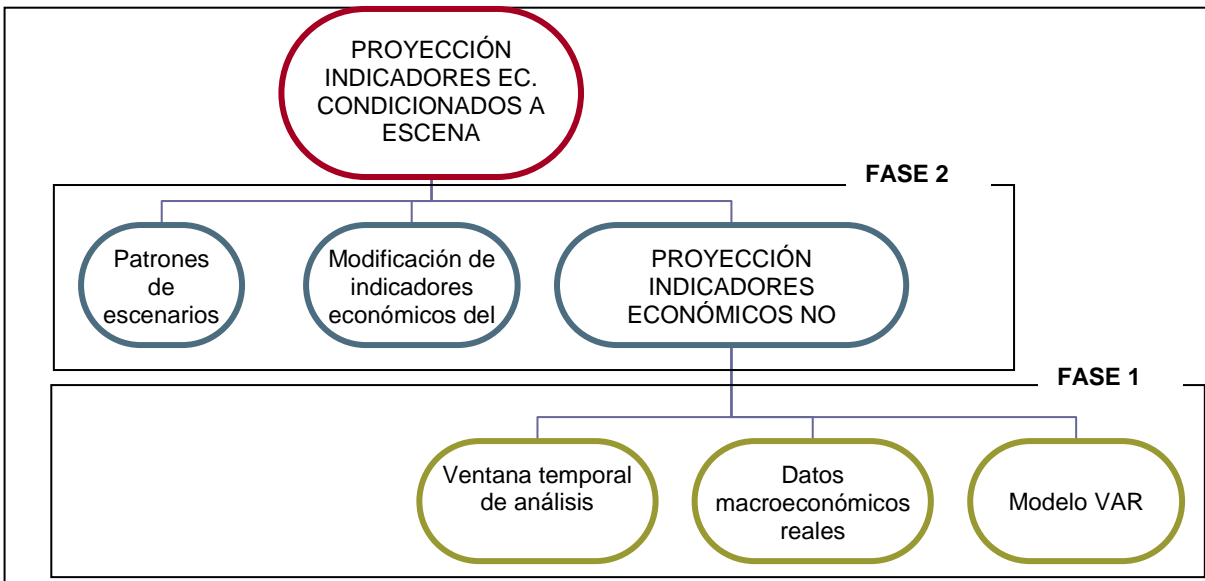 PROYECCIÓN
INDICADORES EC.
CONDICIONADOS A
ESCENA
FASE 2
Patrones
de
escenarios
Modificación de
indicadores
económicos del
PROYECCIÓN
INDICADORES
ECONÓMICOS NO
FASE 1
Ventana temporal
de análisis
Datos
macroeconómicos
reales
Modelo VAR